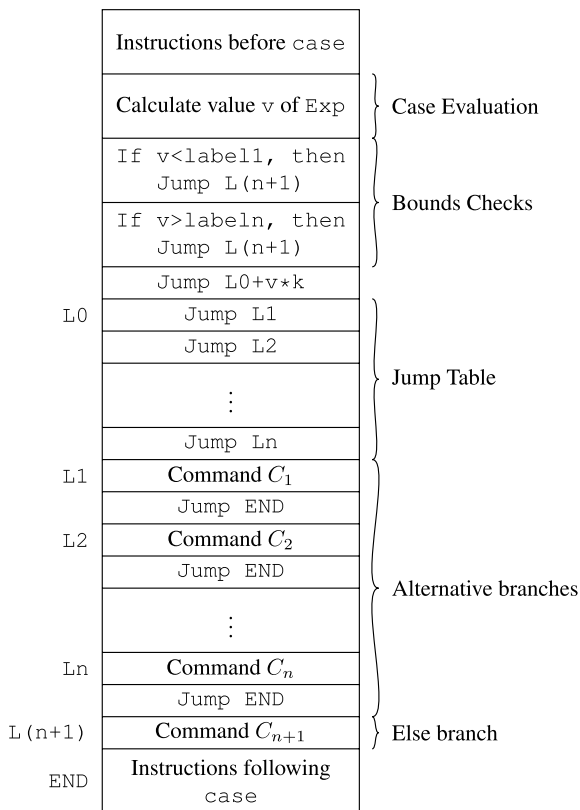 Instructions before case
Calculate value v of Exp
Case Evaluation
If v<label1, then
Jump L(n+1)
Bounds Checks
If v>labeln, then
Jump L(n+1)
Jump L0+v*k
L0 Jump L1
Jump L2
Jump Table
⋮
Jump Ln
L1 Command C₁
Jump END
L2 Command C₂
Jump END
Alternative branches
⋮
Ln Command Cₙ
Jump END
L(n+1) Command Cₙ₊₁
Else branch
END Instructions following
case